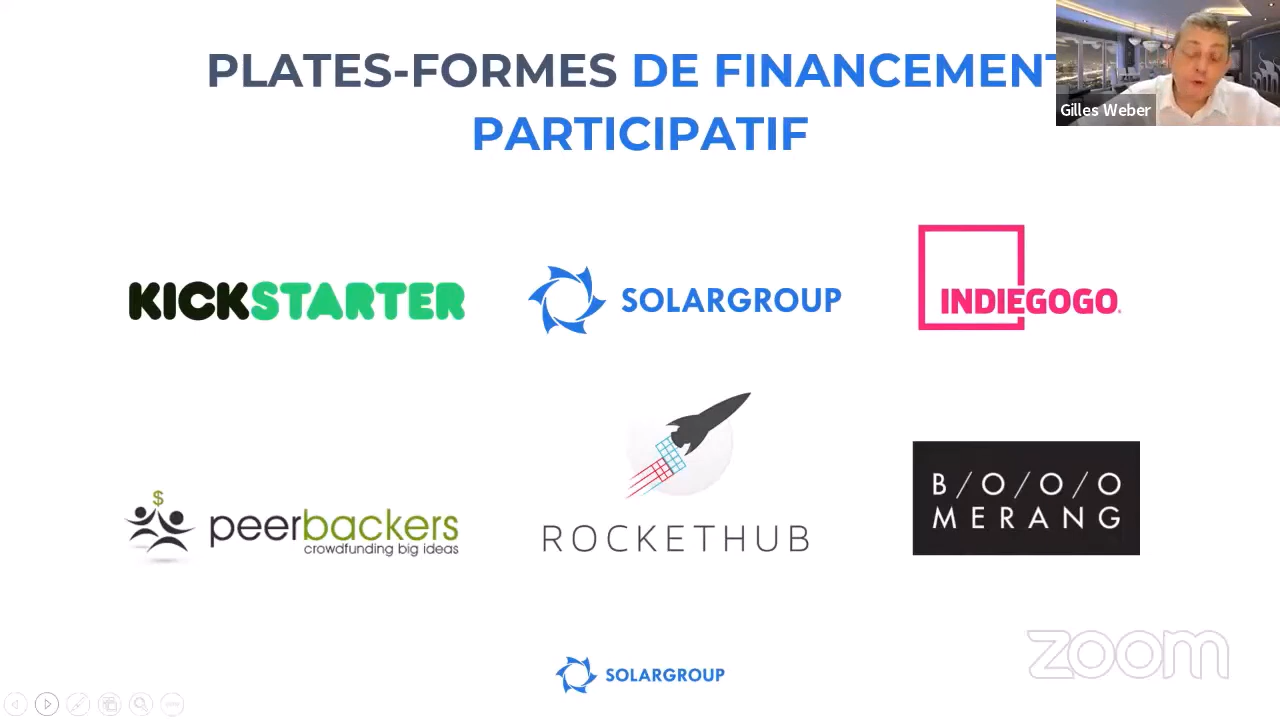 PLATES-FORMES DE FINANCEMENT
PARTICIPATIF
Gilles Weber
KICKSTARTER
SOLARGROUP
INDIEGOGO
peerbackers
crowdfunding big ideas
ROCKETHUB
B/O/O/O
MERANG
SOLARGROUP
zoom